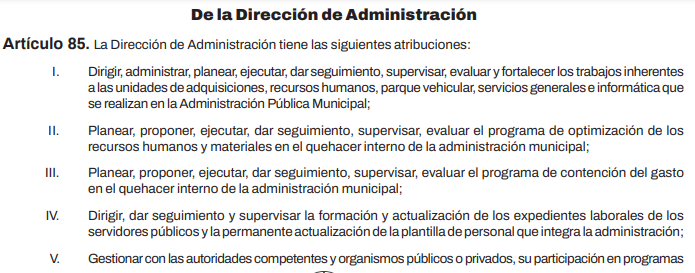 De la Dirección de Administración
Artículo 85. La Dirección de Administración tiene las siguientes atribuciones:
I. Dirigir, administrar, planear, ejecutar, dar seguimiento, supervisar, evaluar y fortalecer los trabajos inherentes
a las unidades de adquisiciones, recursos humanos, parque vehicular, servicios generales e informática que
se realizan en la Administración Pública Municipal;
II. Planear, proponer, ejecutar, dar seguimiento, supervisar, evaluar el programa de optimización de los
recursos humanos y materiales en el quehacer interno de la administración municipal;
III. Planear, proponer, ejecutar, dar seguimiento, supervisar, evaluar el programa de contención del gasto
en el quehacer interno de la administración municipal;
IV. Dirigir, dar seguimiento y supervisar la formación y actualización de los expedientes laborales de los
servidores públicos y la permanente actualización de la plantilla de personal que integra la administración;
V. Gestionar con las autoridades competentes y organismos públicos o privados, su participación en programas